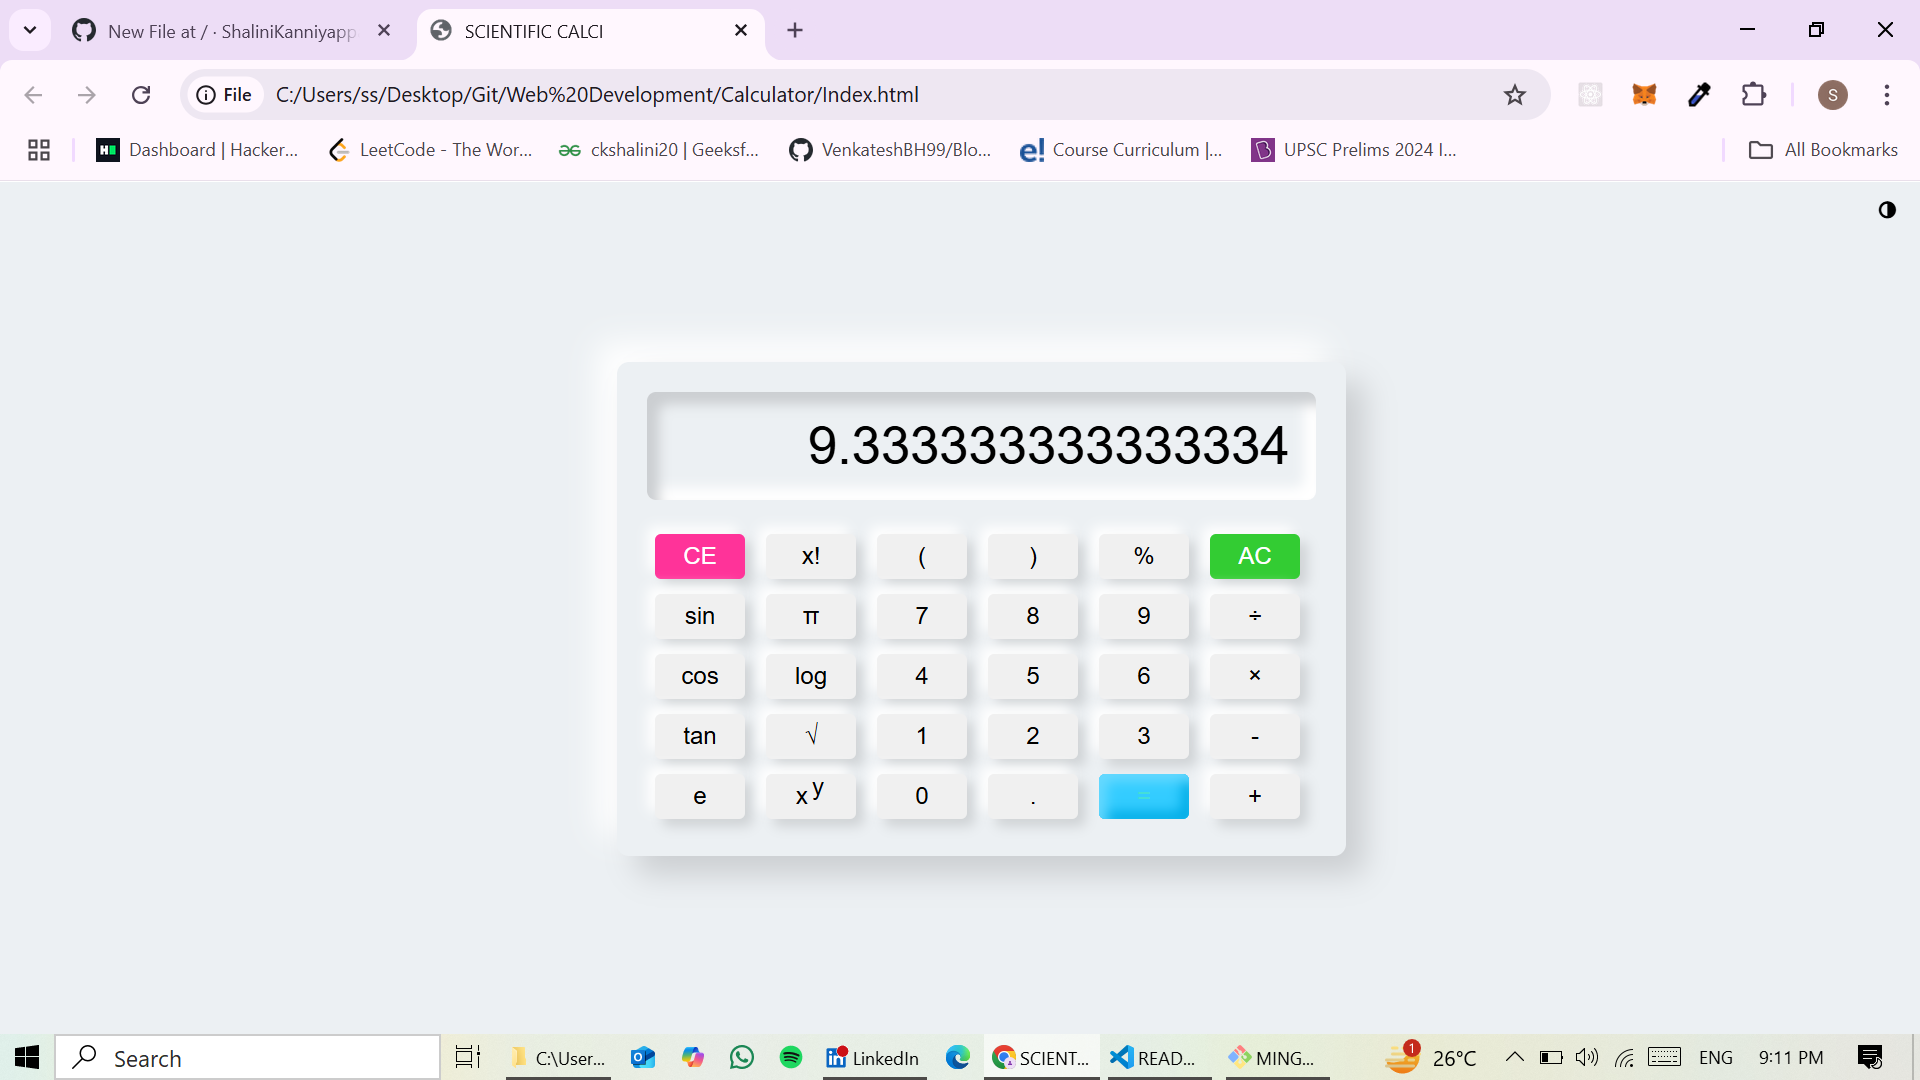 New File at / · ShaliniKanniyapp
SCIENTIFIC CALCI
File
C:/Users/ss/Desktop/Git/Web%20Development/Calculator/Index.html
S
Dashboard | Hacker...
LeetCode - The Wor...
ckshalini20 | Geeksf...
VenkateshBH99/Blo...
Course Curriculum |...
UPSC Prelims 2024 I...
All Bookmarks
9.333333333333334
CE x! ( ) % AC
sin π 7 8 9 ÷
cos log 4 5 6 ×
tan √ 1 2 3 -
e x y 0 . = +
Search
C:\User...
LinkedIn
SCIENT...
READ...
MING...
1
26°C
ENG
9:11 PM